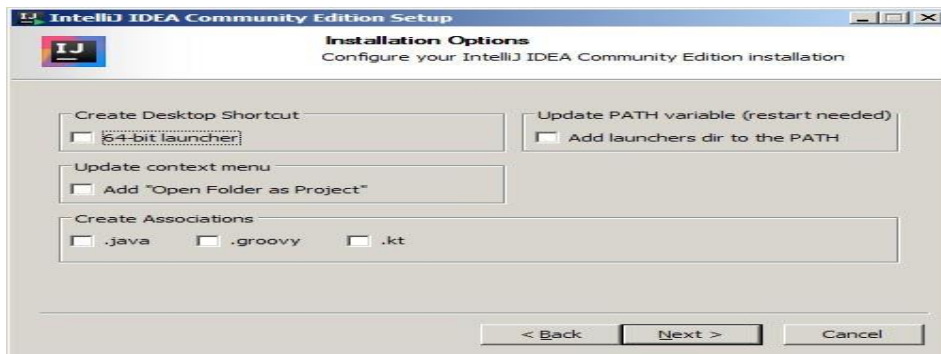 IntelliJ IDEA Community Edition Setup
IJ
Installation Options
Configure your IntelliJ IDEA Community Edition installation
Create Desktop Shortcut
64-bit launcher
Update PATH variable (restart needed)
Add launchers dir to the PATH
Update context menu
Add "Open Folder as Project"
Create Associations
.java .groovy .kt
< Back Next > Cancel